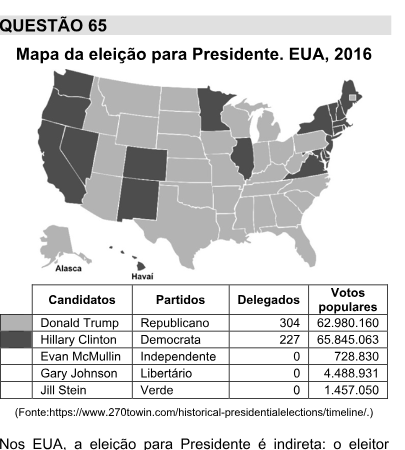 QUESTÃO 65
Mapa da eleição para Presidente. EUA, 2016
Alasca
Havaí
Candidatos Partidos Delegados Votos populares
Donald Trump Republicano 304 62.980.160
Hillary Clinton Democrata 227 65.845.063
Evan McMullin Independente 0 728.830
Gary Johnson Libertário 0 4.488.931
Jill Stein Verde 0 1.457.050
(Fonte:https://www.270towin.com/historical-presidentialelections/timeline/.)
Nos EUA, a eleição para Presidente é indireta: o eleitor